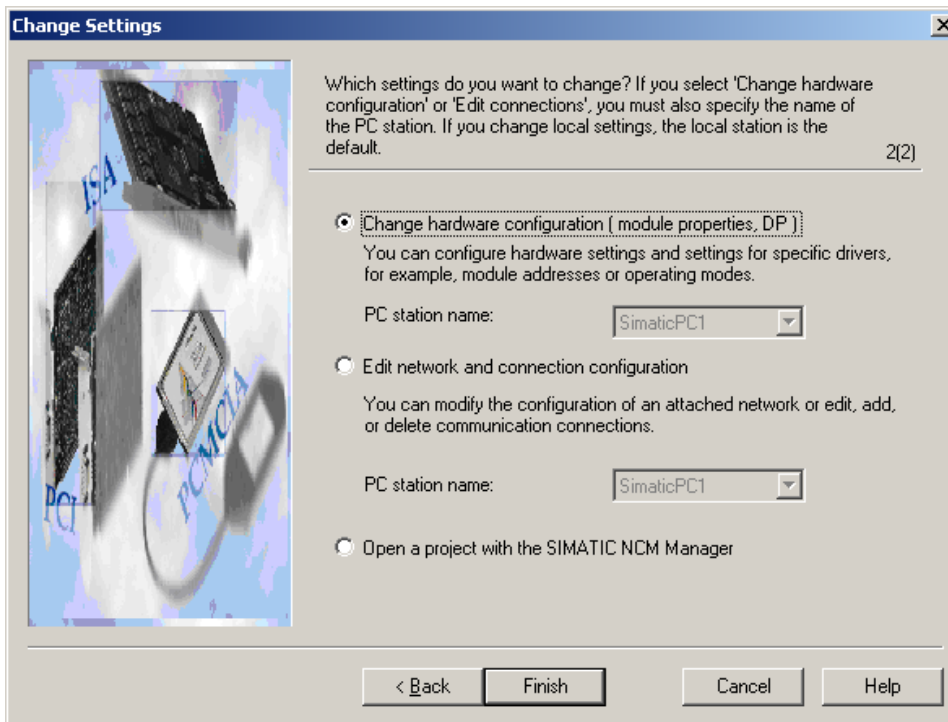 Change Settings
Which settings do you want to change? If you select 'Change hardware
configuration' or 'Edit connections', you must also specify the name of
the PC station. If you change local settings, the local station is the
default.
2(2)
ISA
PCI
PCMCIA
Change hardware configuration ( module properties, DP )
You can configure hardware settings and settings for specific drivers,
for example, module addresses or operating modes.
PC station name:
SimaticPC1
Edit network and connection configuration
You can modify the configuration of an attached network or edit, add,
or delete communication connections.
PC station name:
SimaticPC1
Open a project with the SIMATIC NCM Manager
< Back
Finish
Cancel
Help